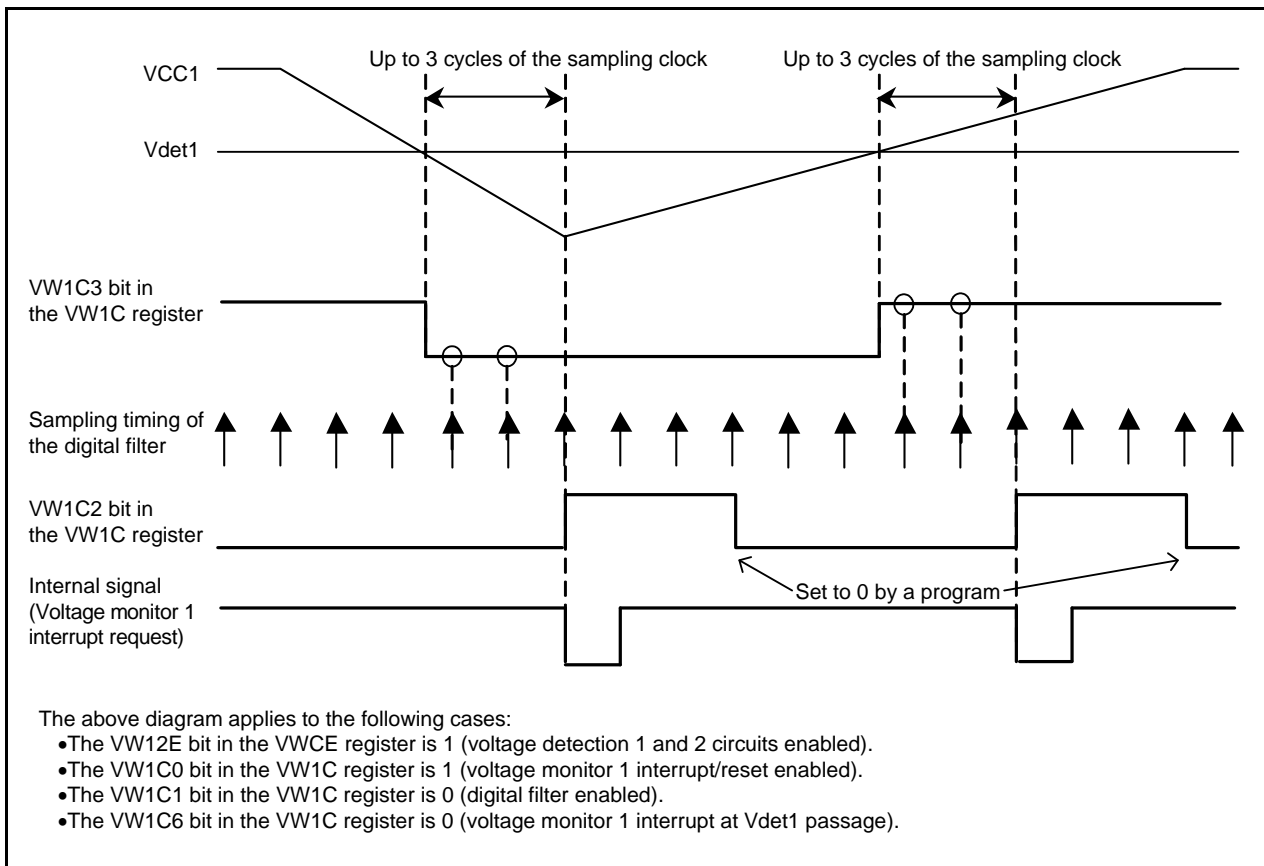 Up to 3 cycles of the sampling clock
Up to 3 cycles of the sampling clock
VCC1
Vdet1
VW1C3 bit in
the VW1C register
Sampling timing of
the digital filter
VW1C2 bit in
the VW1C register
Set to 0 by a program
Internal signal
(Voltage monitor 1
interrupt request)
The above diagram applies to the following cases:
•The VW12E bit in the VWCE register is 1 (voltage detection 1 and 2 circuits enabled).
•The VW1C0 bit in the VW1C register is 1 (voltage monitor 1 interrupt/reset enabled).
•The VW1C1 bit in the VW1C register is 0 (digital filter enabled).
•The VW1C6 bit in the VW1C register is 0 (voltage monitor 1 interrupt at Vdet1 passage).